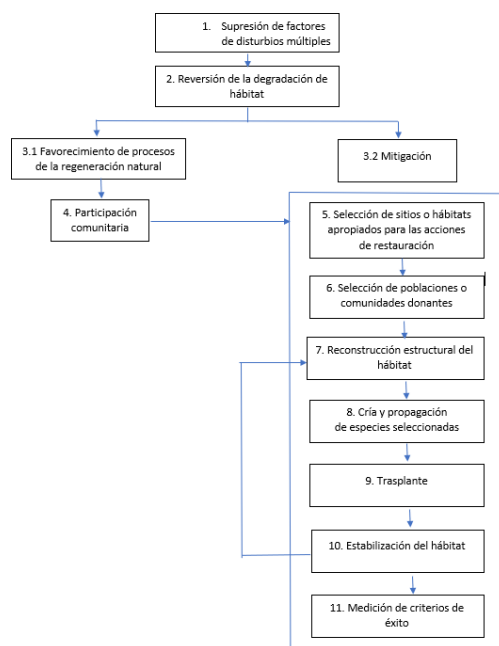 1. Supresión de factores
de disturbios múltiples
2. Reversión de la degradación de
hábitat
3.1 Favorecimiento de procesos
de la regeneración natural
3.2 Mitigación
4. Participación
comunitaria
5. Selección de sitios o hábitats
apropiados para las acciones
de restauración
6. Selección de poblaciones o
comunidades donantes
7. Reconstrucción estructural del
hábitat
8. Cría y propagación
de especies seleccionadas
9. Trasplante
10. Estabilización del hábitat
11. Medición de criterios de
éxito